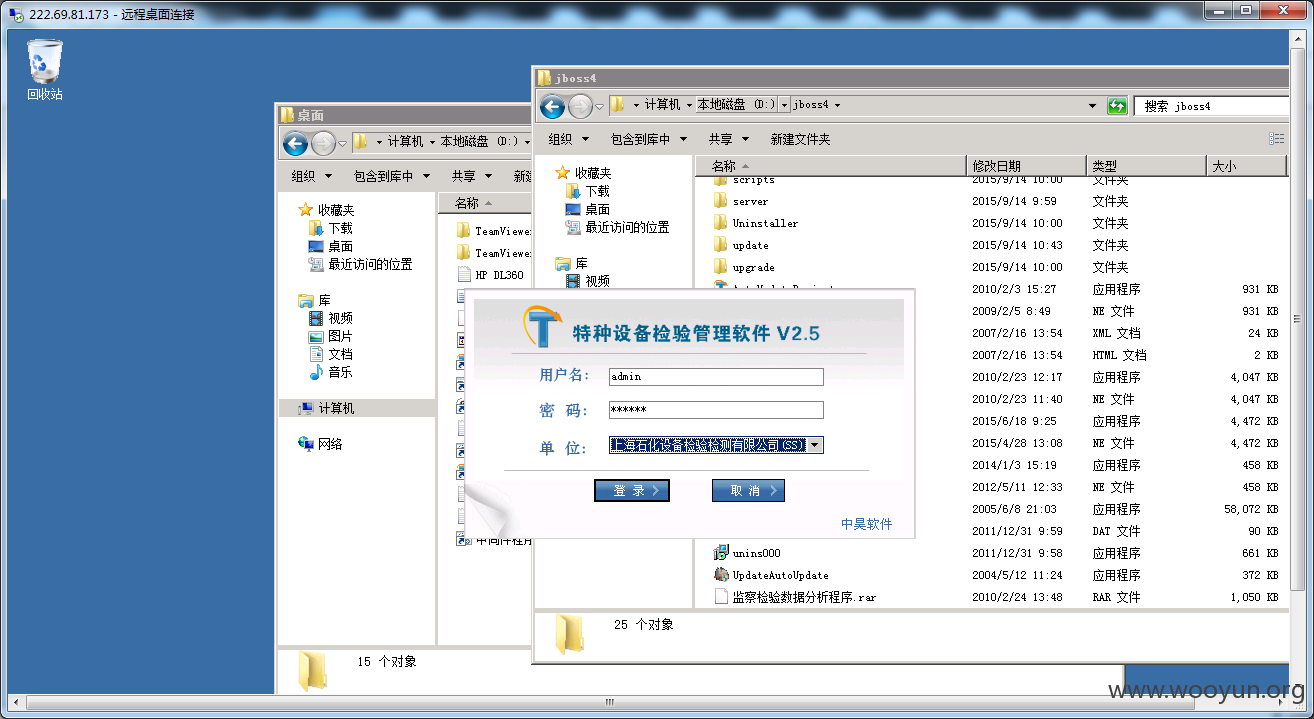 222.69.81.173 - 远程桌面连接
回收站
桌面
计算机 本地磁盘 (D:)
组织 包含到库中 共享
收藏夹
下载
桌面
最近访问的位置
库
视频
图片
文档
音乐
计算机
网络
名称
TeamViewe
TeamViewe
HP DL360
15 个对象
jboss4
计算机 本地磁盘 (D:) jboss4
搜索 jboss4
组织 包含到库中 共享 新建文件夹
收藏夹
下载
桌面
最近访问的位置
库
视频
名称 修改日期 类型 大小
scripts 2015/9/14 10:00 文件夹
server 2015/9/14 9:59 文件夹
Uninstaller 2015/9/14 10:00 文件夹
update 2015/9/14 10:43 文件夹
upgrade 2015/9/14 10:00 文件夹
2010/2/3 15:27 应用程序 931 KB
2009/2/5 8:49 NE 文件 931 KB
2007/2/16 13:54 XML 文档 24 KB
2007/2/16 13:54 HTML 文档 2 KB
2010/2/23 12:17 应用程序 4,047 KB
2010/2/23 11:40 NE 文件 4,047 KB
2015/6/18 9:25 应用程序 4,472 KB
2015/4/28 13:08 NE 文件 4,472 KB
2014/1/3 15:19 应用程序 458 KB
2012/5/11 12:33 NE 文件 458 KB
2005/6/8 21:03 应用程序 58,072 KB
2011/12/31 9:59 DAT 文件 90 KB
unins000 2011/12/31 9:58 应用程序 661 KB
UpdateAutoUpdate 2004/5/12 11:24 应用程序 372 KB
监察检验数据分析程序.rar 2010/2/24 13:48 RAR 文件 1,050 KB
25 个对象
特种设备检验管理软件 V2.5
用户名: admin
密 码: ******
单 位: 上海石化设备检验检测有限公司(SS)
登 录 取 消
中昊软件
www.wooyun.org